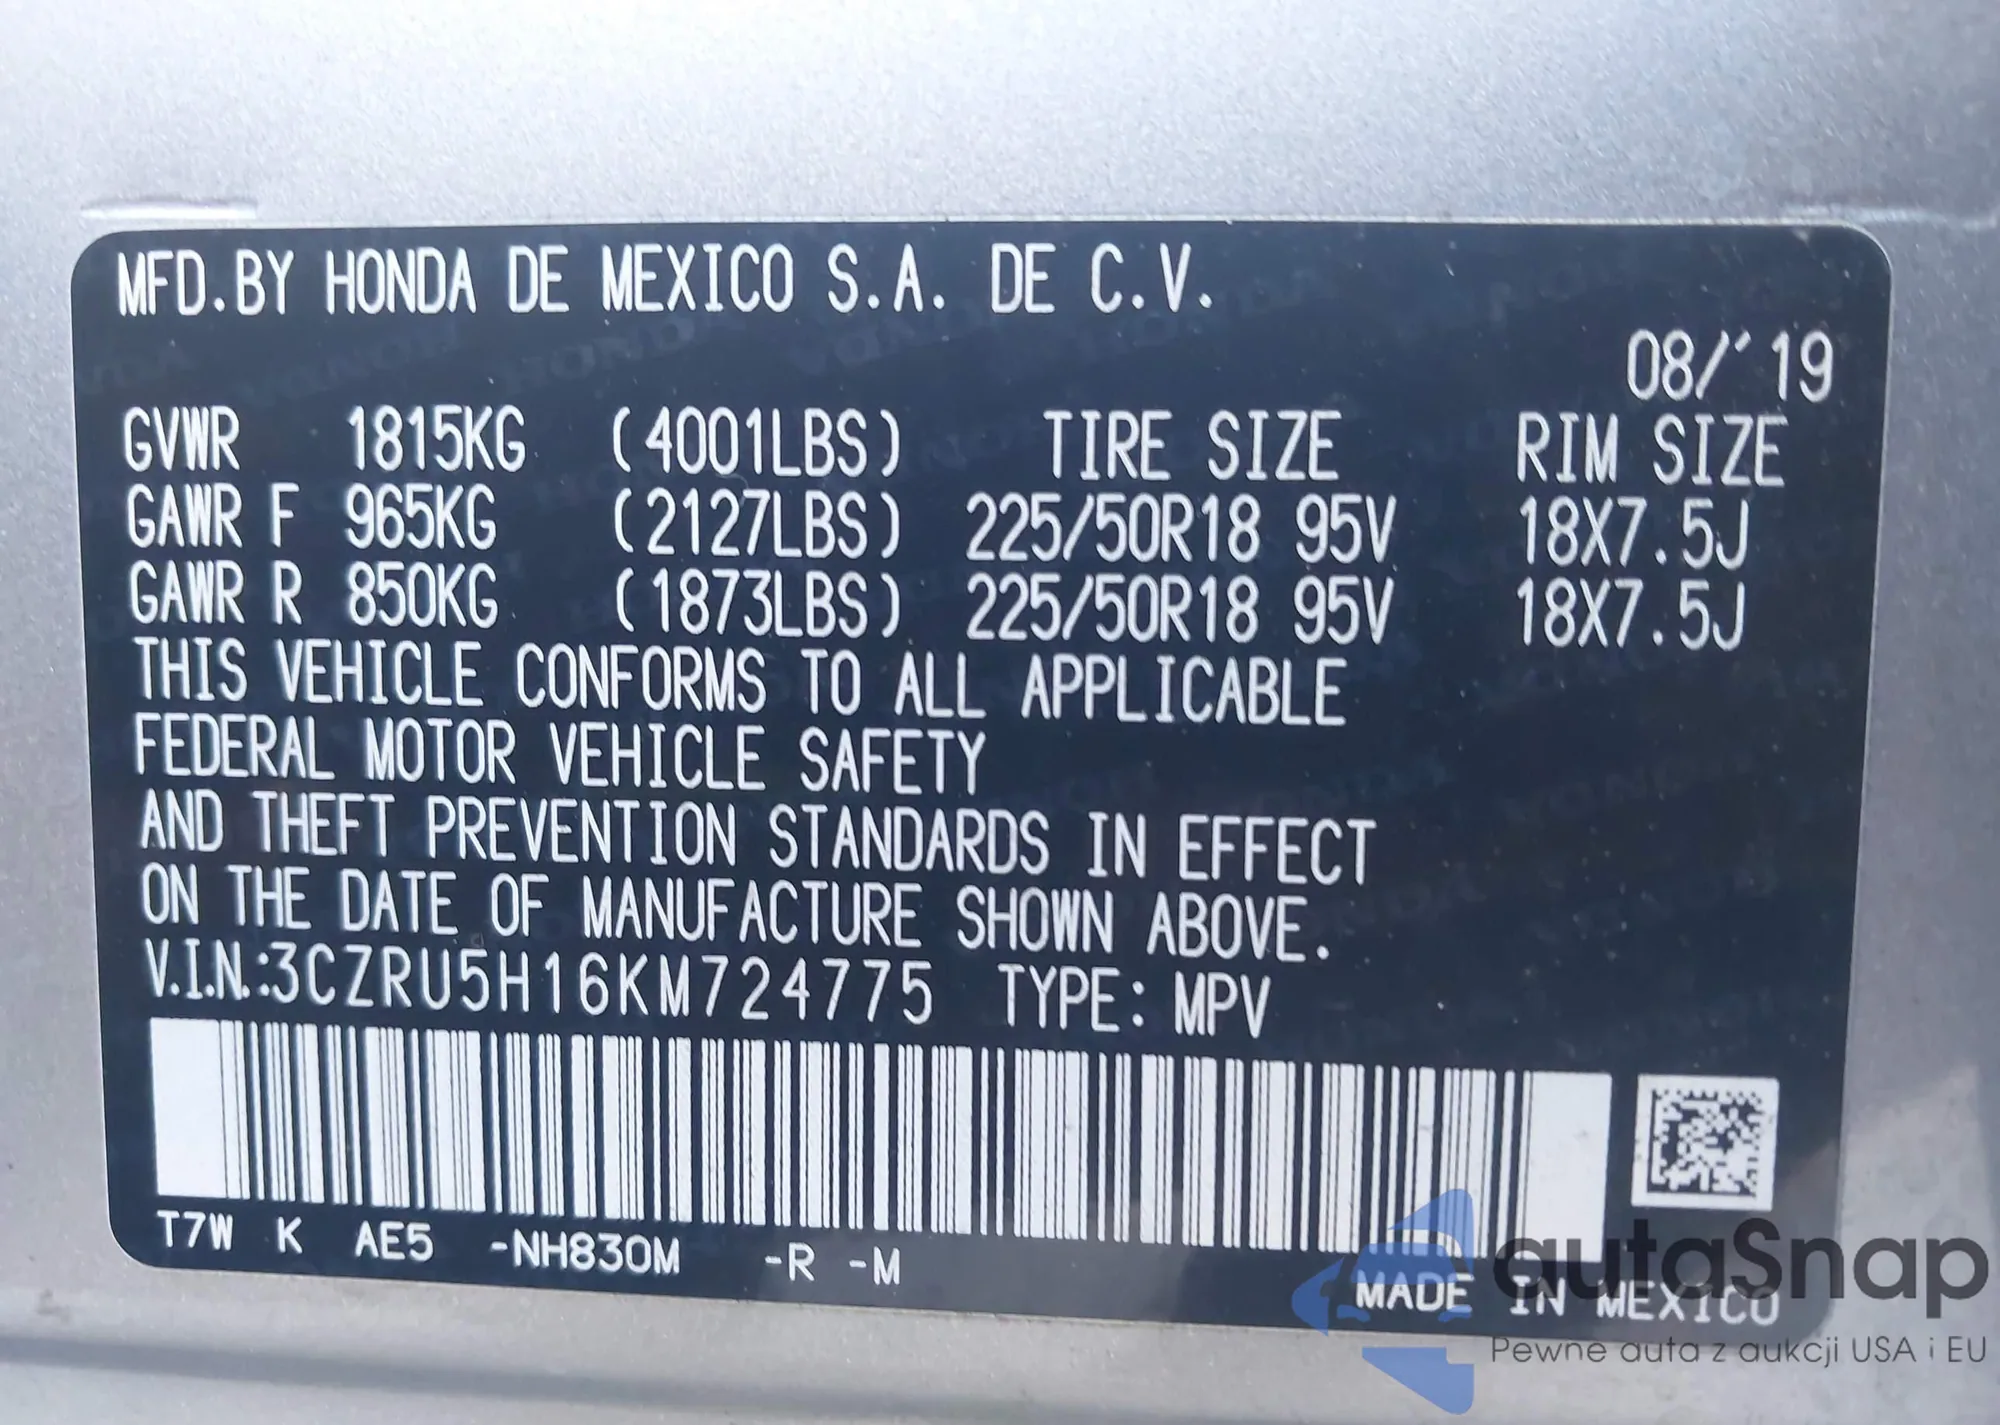 MFD.BY HONDA DE MEXICO S.A. DE C.V.
08/'19
GVWR 1815KG (4001LBS) TIRE SIZE RIM SIZE
GAWR F 965KG (2127LBS) 225/50R18 95V 18X7.5J
GAWR R 850KG (1873LBS) 225/50R18 95V 18X7.5J
THIS VEHICLE CONFORMS TO ALL APPLICABLE
FEDERAL MOTOR VEHICLE SAFETY
AND THEFT PREVENTION STANDARDS IN EFFECT
ON THE DATE OF MANUFACTURE SHOWN ABOVE.
V.I.N.:3CZRU5H16KM724775 TYPE: MPV
T7W K AE5 -NH830M -R -M
MADE IN MEXICO
autaSnap
Pewne auta z aukcji USA i EU